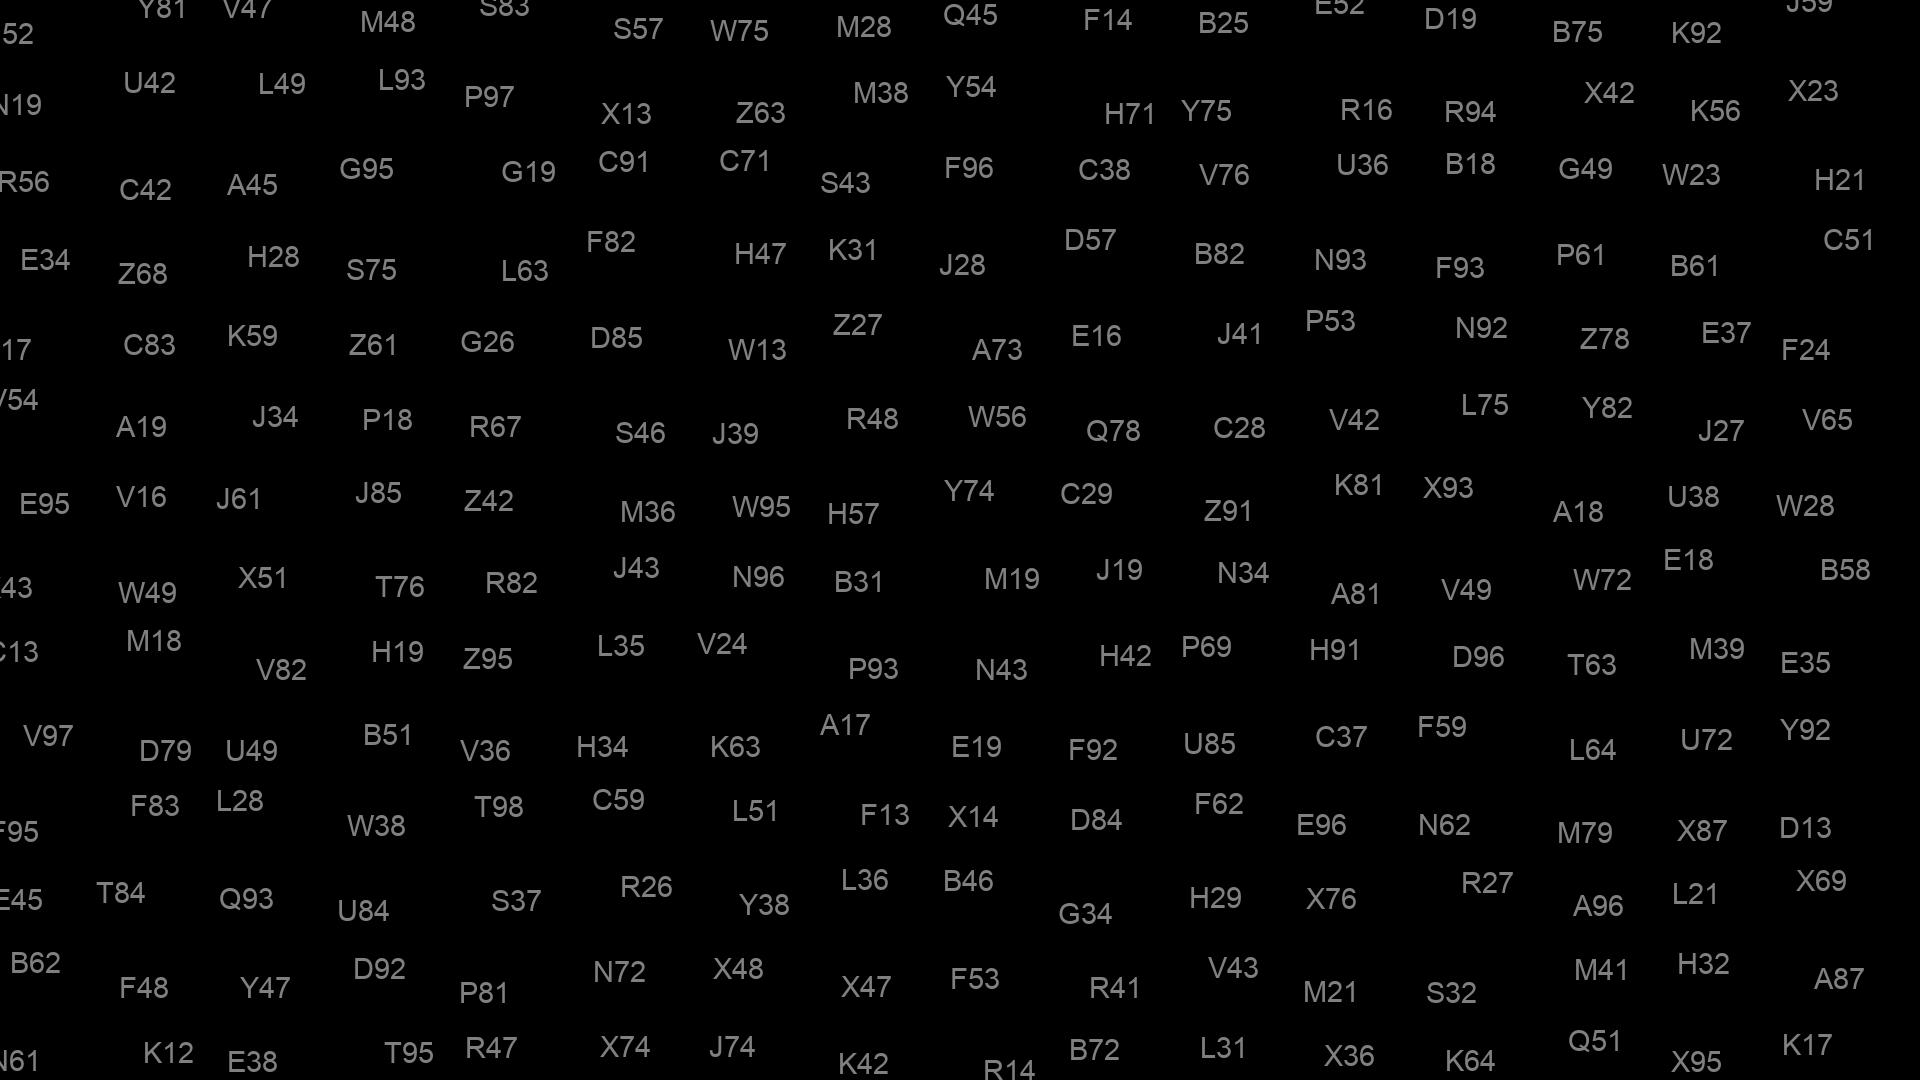 52 Y81 V47 M48 S83 S57 W75 M28 Q45 F14 B25 E52 D19 B75 K92 J59
N19 U42 L49 L93 P97 X13 Z63 M38 Y54 H71 Y75 R16 R94 X42 K56 X23
R56 C42 A45 G95 G19 C91 C71 S43 F96 C38 V76 U36 B18 G49 W23 H21
E34 Z68 H28 S75 L63 F82 H47 K31 J28 D57 B82 N93 F93 P61 B61 C51
17 C83 K59 Z61 G26 D85 W13 Z27 A73 E16 J41 P53 N92 Z78 E37 F24
V54 A19 J34 P18 R67 S46 J39 R48 W56 Q78 C28 V42 L75 Y82 J27 V65
E95 V16 J61 J85 Z42 M36 W95 H57 Y74 C29 Z91 K81 X93 A18 U38 W28
43 W49 X51 T76 R82 J43 N96 B31 M19 J19 N34 A81 V49 W72 E18 B58
C13 M18 V82 H19 Z95 L35 V24 P93 N43 H42 P69 H91 D96 T63 M39 E35
V97 D79 U49 B51 V36 H34 K63 A17 E19 F92 U85 C37 F59 L64 U72 Y92
F95 F83 L28 W38 T98 C59 L51 F13 X14 D84 F62 E96 N62 M79 X87 D13
E45 T84 Q93 U84 S37 R26 Y38 L36 B46 G34 H29 X76 R27 A96 L21 X69
B62 F48 Y47 D92 P81 N72 X48 X47 F53 R41 V43 M21 S32 M41 H32 A87
N61 K12 E38 T95 R47 X74 J74 K42 R14 B72 L31 X36 K64 Q51 X95 K17